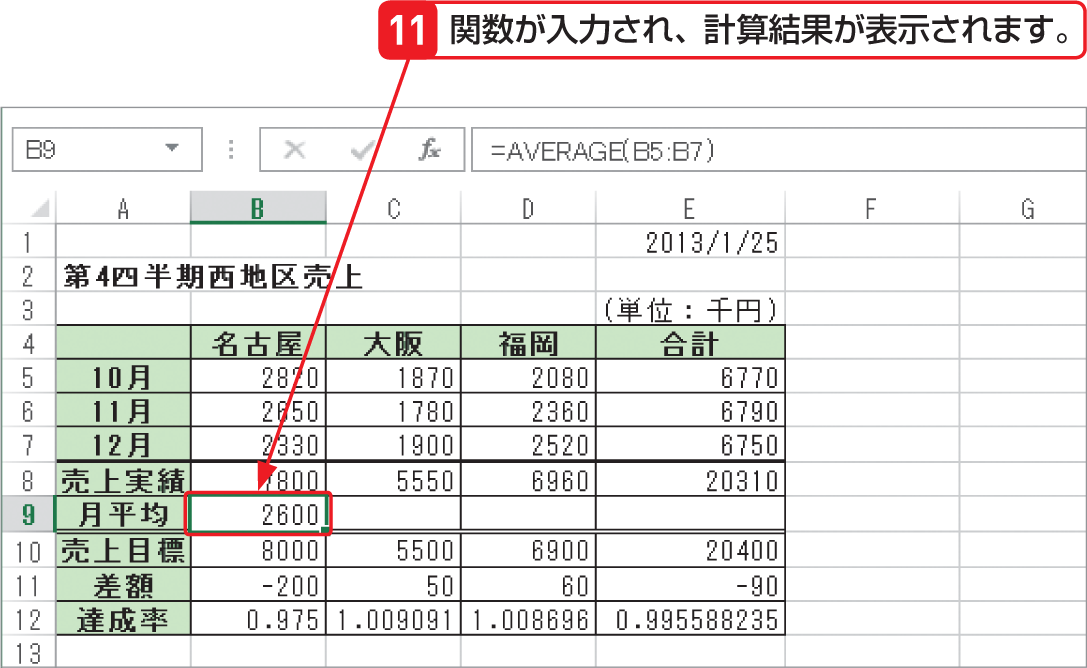 11 関数が入力され、計算結果が表示されます。
B9 fx =AVERAGE(B5:B7)
A B C D E F G
1 2013/1/25
2 第4四半期西地区売上
3 (単位：千円)
4 名古屋 大阪 福岡 合計
5 10月 2820 1870 2080 6770
6 11月 2650 1780 2360 6790
7 12月 2330 1900 2520 6750
8 売上実績 7800 5550 6960 20310
9 月平均 2600
10 売上目標 8000 5500 6900 20400
11 差額 -200 50 60 -90
12 達成率 0.975 1.009091 1.008696 0.995588235
13